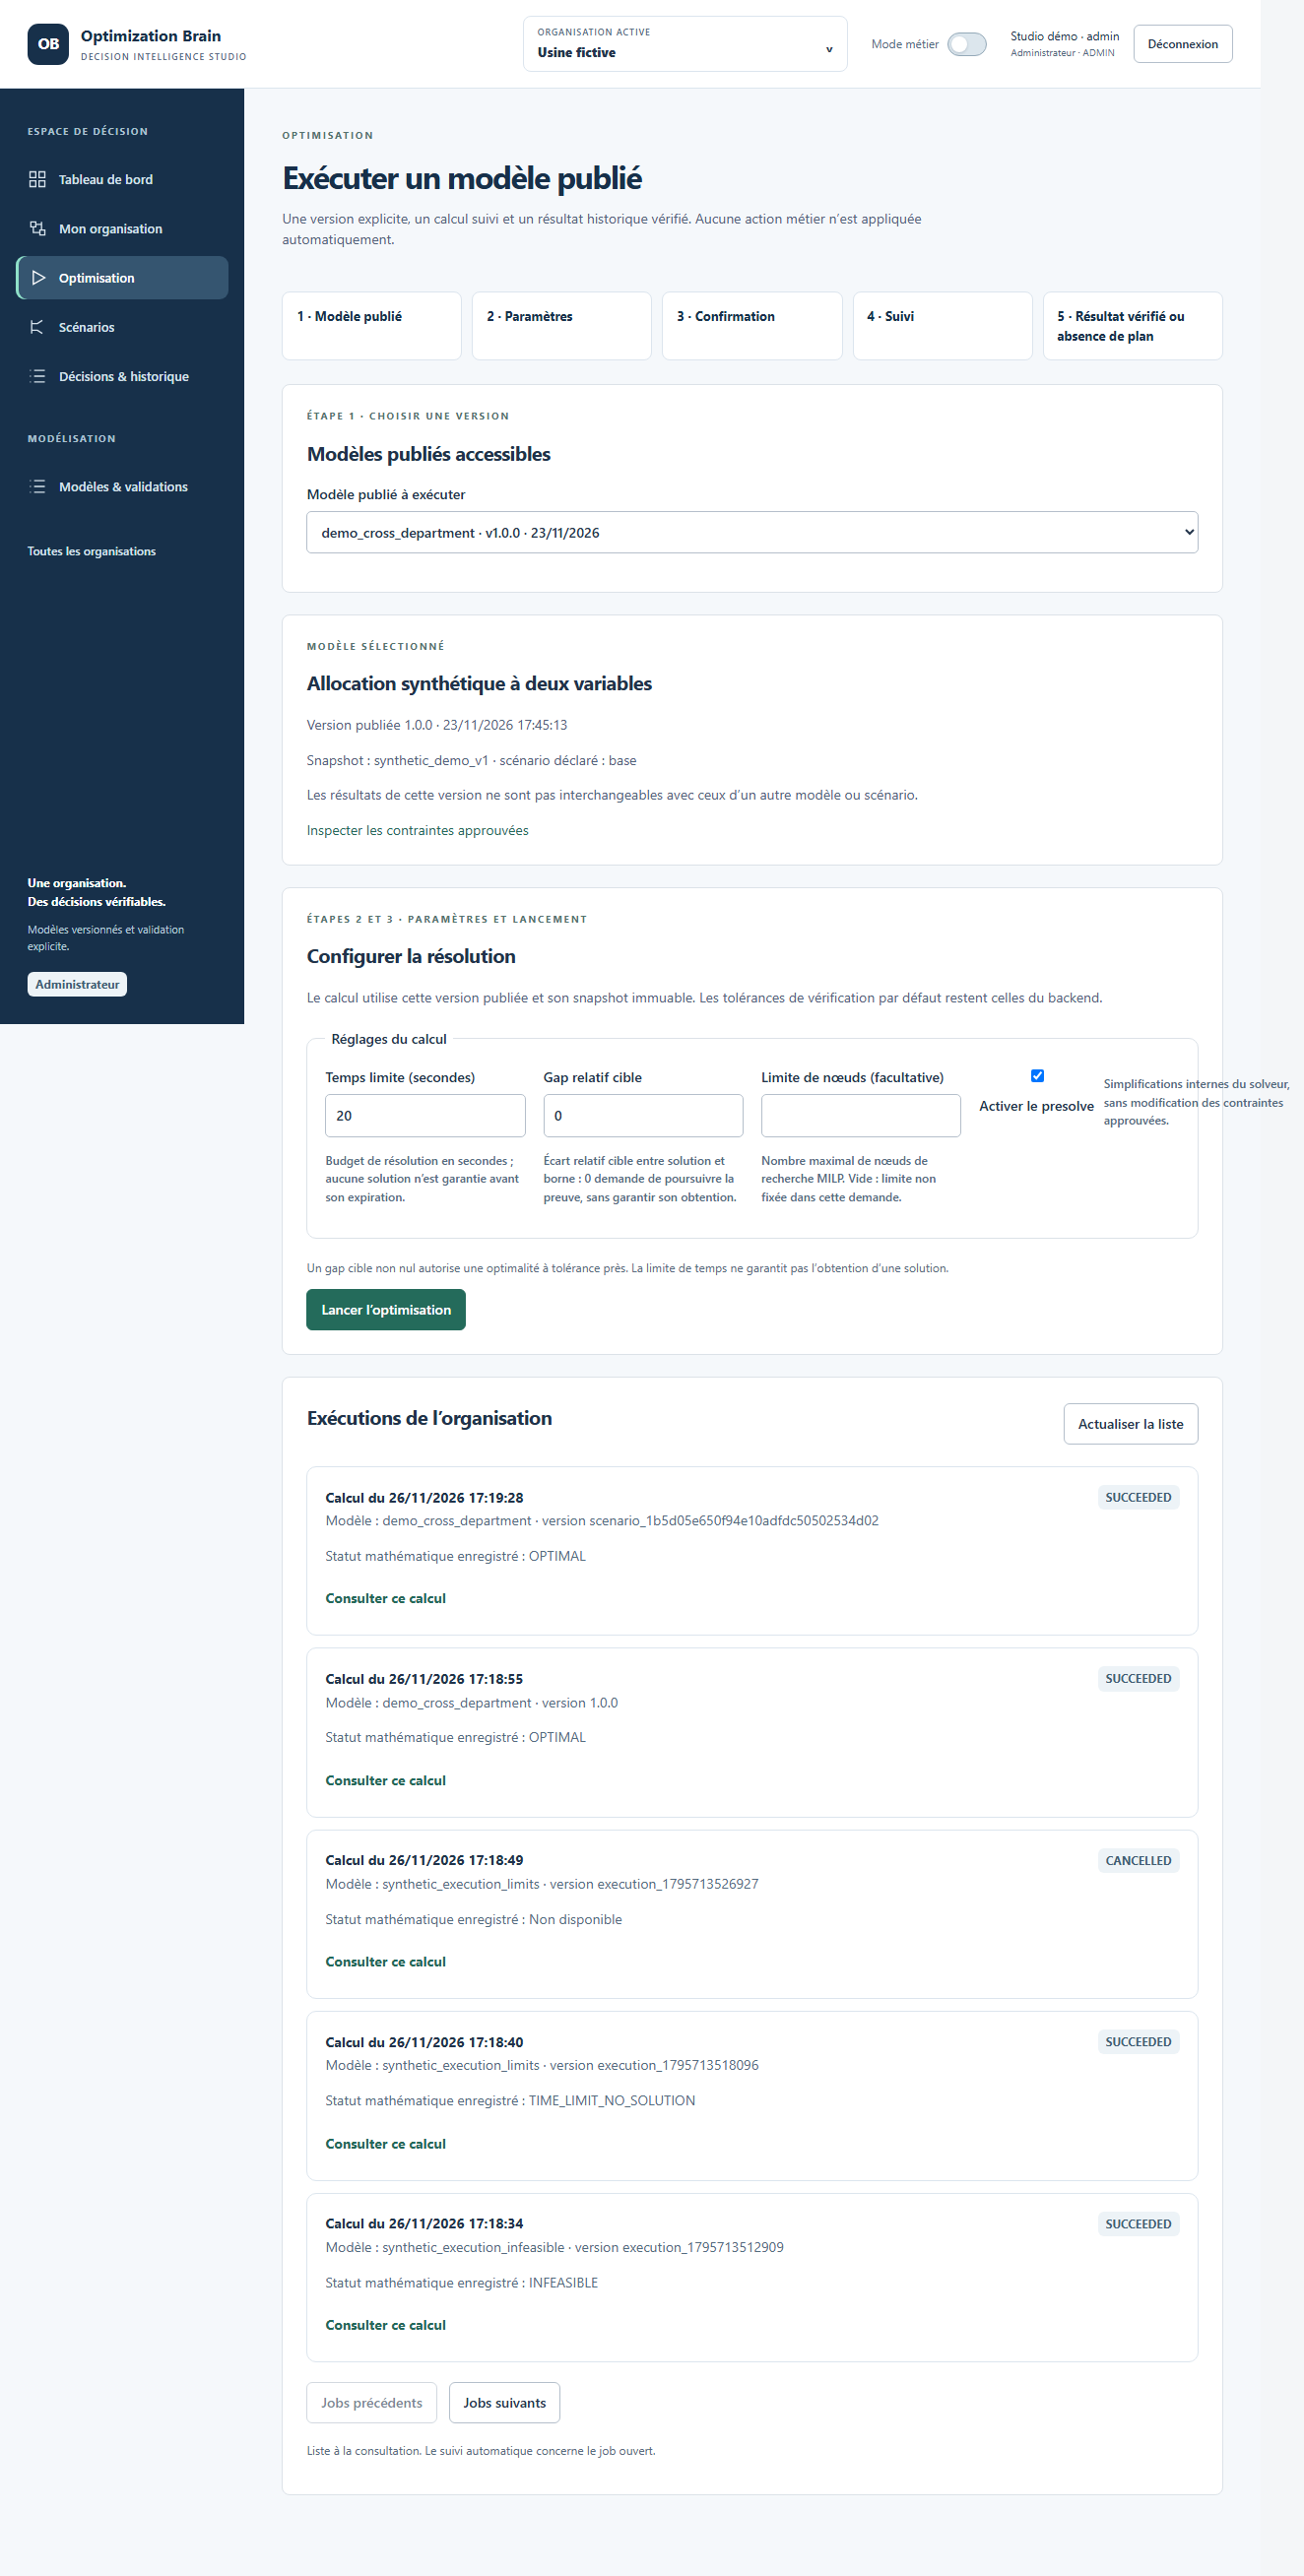 OB
Optimization Brain
DECISION INTELLIGENCE STUDIO
ORGANISATION ACTIVE
Usine fictive
v
Mode métier
Studio démo · admin
Administrateur · ADMIN
Déconnexion
ESPACE DE DÉCISION
Tableau de bord
Mon organisation
Optimisation
Scénarios
Décisions & historique
MODÉLISATION
Modèles & validations
Toutes les organisations
Une organisation.
Des décisions vérifiables.
Modèles versionnés et validation
explicite.
Administrateur
OPTIMISATION
Exécuter un modèle publié
Une version explicite, un calcul suivi et un résultat historique vérifié. Aucune action métier n’est appliquée
automatiquement.
1 · Modèle publié
2 · Paramètres
3 · Confirmation
4 · Suivi
5 · Résultat vérifié ou
absence de plan
ÉTAPE 1 · CHOISIR UNE VERSION
Modèles publiés accessibles
Modèle publié à exécuter
demo_cross_department · v1.0.0 · 23/11/2026
MODÈLE SÉLECTIONNÉ
Allocation synthétique à deux variables
Version publiée 1.0.0 · 23/11/2026 17:45:13
Snapshot : synthetic_demo_v1 · scénario déclaré : base
Les résultats de cette version ne sont pas interchangeables avec ceux d’un autre modèle ou scénario.
Inspecter les contraintes approuvées
ÉTAPES 2 ET 3 · PARAMÈTRES ET LANCEMENT
Configurer la résolution
Le calcul utilise cette version publiée et son snapshot immuable. Les tolérances de vérification par défaut restent celles du backend.
Réglages du calcul
Temps limite (secondes)
20
Budget de résolution en secondes ;
aucune solution n’est garantie avant
son expiration.
Gap relatif cible
0
Écart relatif cible entre solution et
borne : 0 demande de poursuivre la
preuve, sans garantir son obtention.
Limite de nœuds (facultative)
Nombre maximal de nœuds de
recherche MILP. Vide : limite non
fixée dans cette demande.
Activer le presolve
Simplifications internes du solveur,
sans modification des contraintes
approuvées.
Un gap cible non nul autorise une optimalité à tolérance près. La limite de temps ne garantit pas l’obtention d’une solution.
Lancer l’optimisation
Exécutions de l’organisation
Actualiser la liste
Calcul du 26/11/2026 17:19:28
SUCCEEDED
Modèle : demo_cross_department · version scenario_1b5d05e650f94e10adfdc50502534d02
Statut mathématique enregistré : OPTIMAL
Consulter ce calcul
Calcul du 26/11/2026 17:18:55
SUCCEEDED
Modèle : demo_cross_department · version 1.0.0
Statut mathématique enregistré : OPTIMAL
Consulter ce calcul
Calcul du 26/11/2026 17:18:49
CANCELLED
Modèle : synthetic_execution_limits · version execution_1795713526927
Statut mathématique enregistré : Non disponible
Consulter ce calcul
Calcul du 26/11/2026 17:18:40
SUCCEEDED
Modèle : synthetic_execution_limits · version execution_1795713518096
Statut mathématique enregistré : TIME_LIMIT_NO_SOLUTION
Consulter ce calcul
Calcul du 26/11/2026 17:18:34
SUCCEEDED
Modèle : synthetic_execution_infeasible · version execution_1795713512909
Statut mathématique enregistré : INFEASIBLE
Consulter ce calcul
Jobs précédents
Jobs suivants
Liste à la consultation. Le suivi automatique concerne le job ouvert.